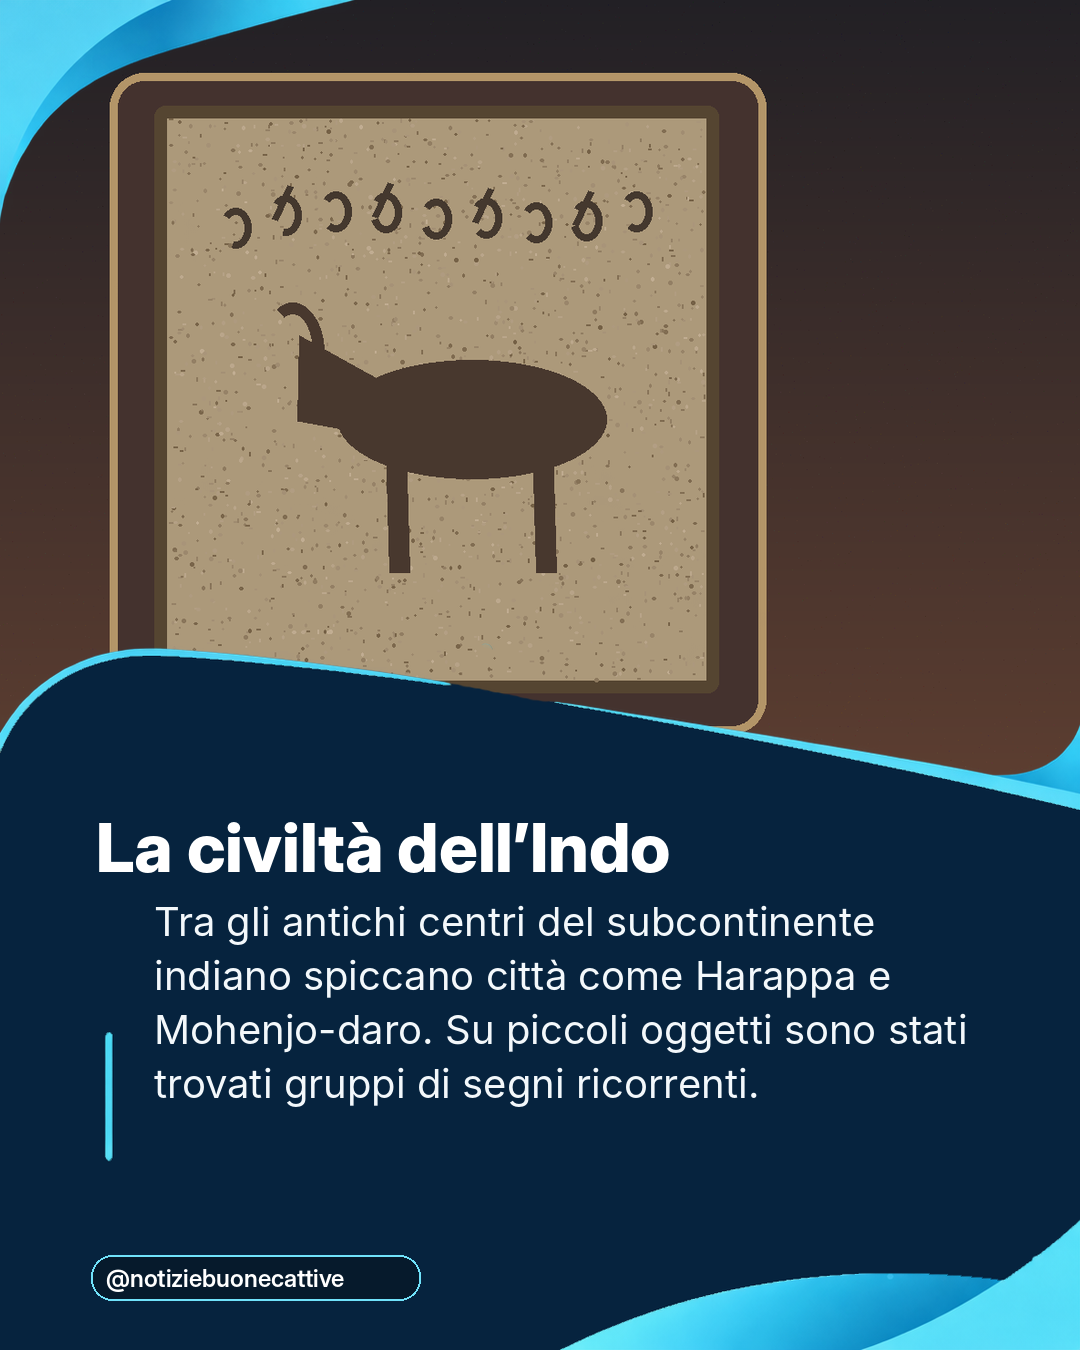 La civiltà dell’Indo
Tra gli antichi centri del subcontinente
indiano spiccano città come Harappa e
Mohenjo-daro. Su piccoli oggetti sono stati
trovati gruppi di segni ricorrenti.
@notiziebuonecattive